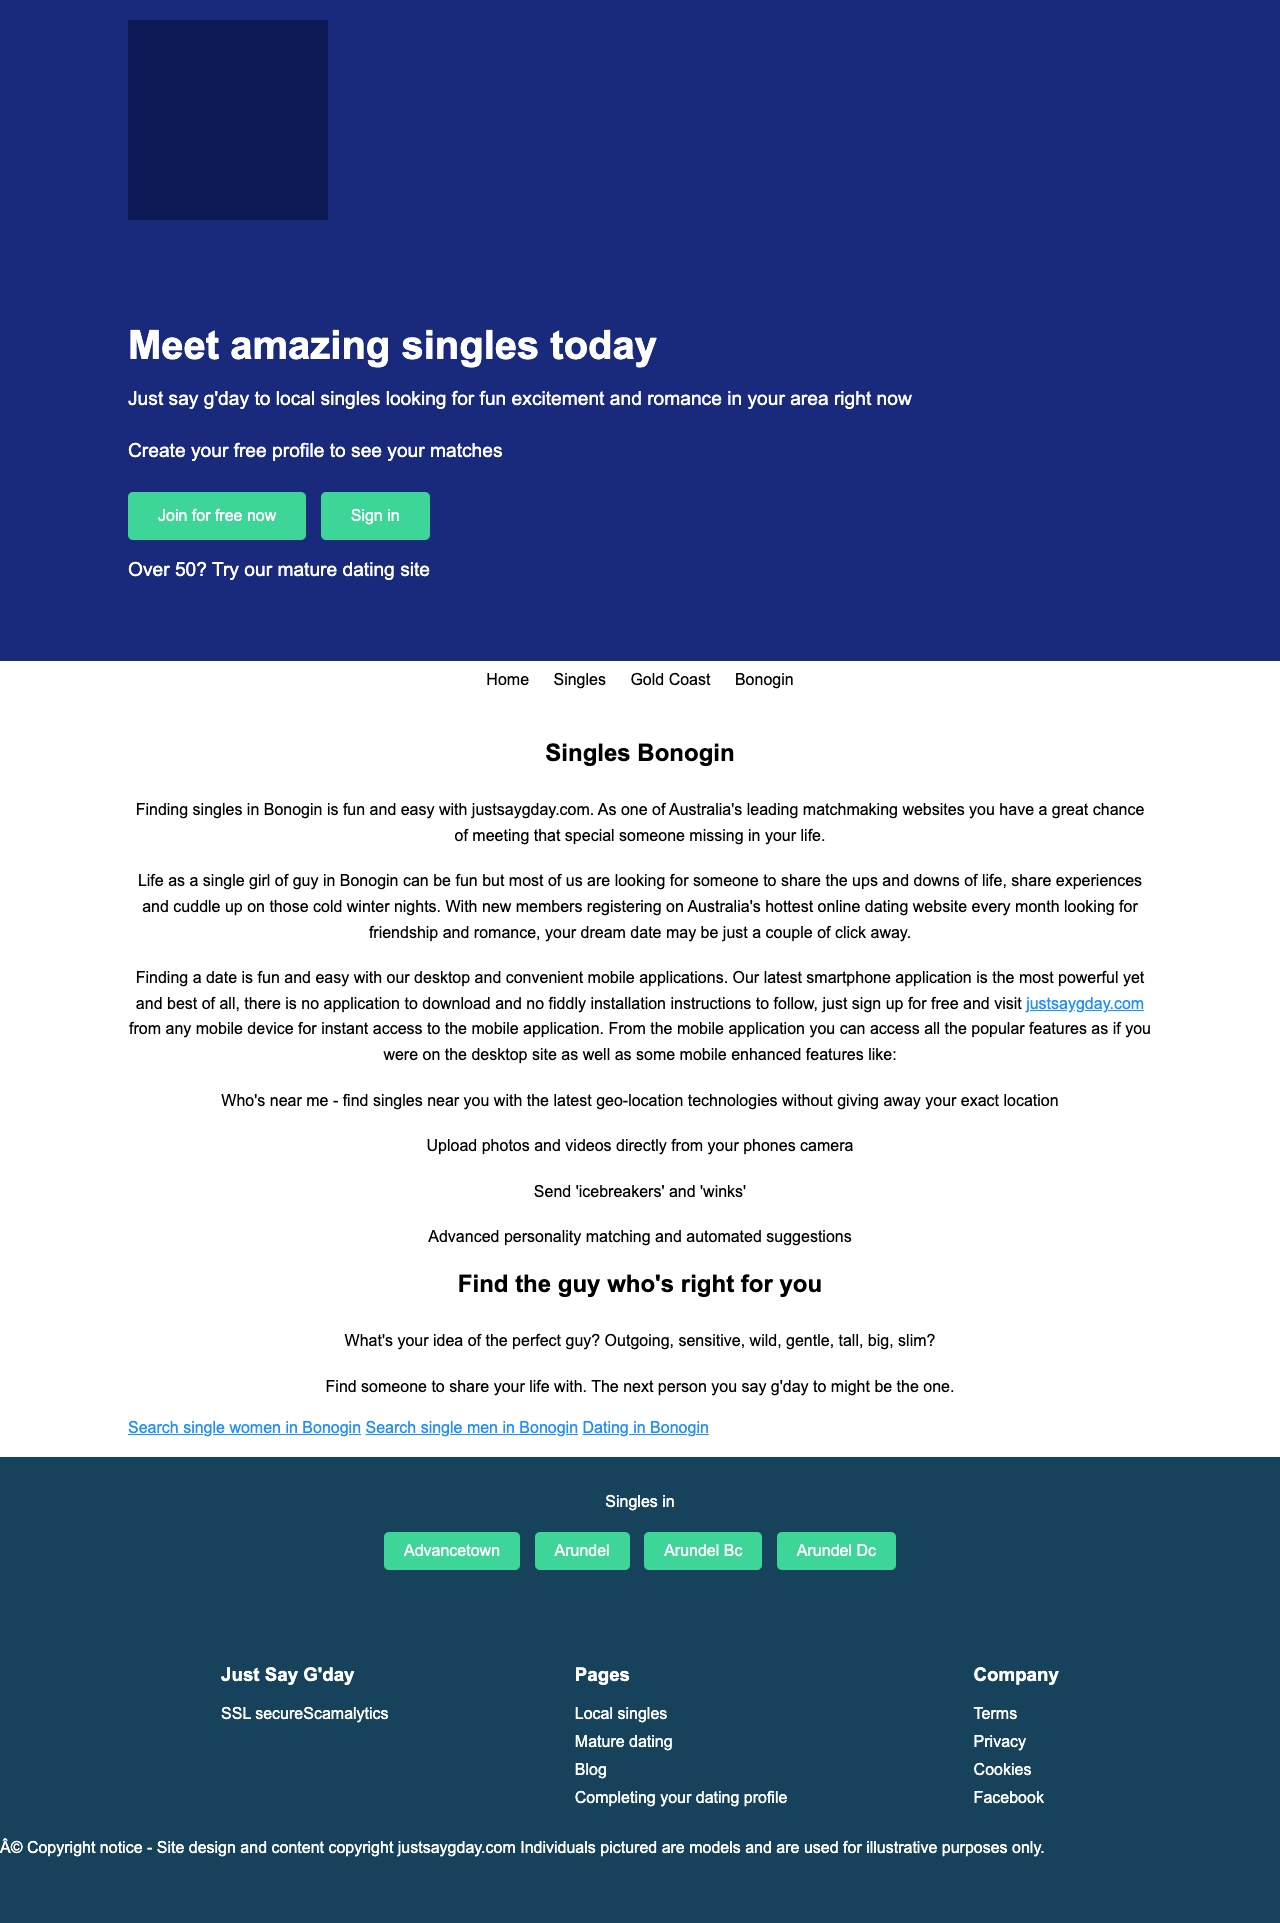 Meet amazing singles today
Just say g'day to local singles looking for fun excitement and romance in your area right now
Create your free profile to see your matches
Join for free now
Sign in
Over 50? Try our mature dating site
Home
Singles
Gold Coast
Bonogin
Singles Bonogin
Finding singles in Bonogin is fun and easy with justsaygday.com. As one of Australia's leading matchmaking websites you have a great chance
of meeting that special someone missing in your life.
Life as a single girl of guy in Bonogin can be fun but most of us are looking for someone to share the ups and downs of life, share experiences
and cuddle up on those cold winter nights. With new members registering on Australia's hottest online dating website every month looking for
friendship and romance, your dream date may be just a couple of click away.
Finding a date is fun and easy with our desktop and convenient mobile applications. Our latest smartphone application is the most powerful yet
and best of all, there is no application to download and no fiddly installation instructions to follow, just sign up for free and visit justsaygday.com
from any mobile device for instant access to the mobile application. From the mobile application you can access all the popular features as if you
were on the desktop site as well as some mobile enhanced features like:
Who's near me - find singles near you with the latest geo-location technologies without giving away your exact location
Upload photos and videos directly from your phones camera
Send 'icebreakers' and 'winks'
Advanced personality matching and automated suggestions
Find the guy who's right for you
What's your idea of the perfect guy? Outgoing, sensitive, wild, gentle, tall, big, slim?
Find someone to share your life with. The next person you say g'day to might be the one.
Search single women in Bonogin Search single men in Bonogin Dating in Bonogin
Singles in
Advancetown
Arundel
Arundel Bc
Arundel Dc
Just Say G'day
SSL secureScamalytics
Pages
Local singles
Mature dating
Blog
Completing your dating profile
Company
Terms
Privacy
Cookies
Facebook
Â© Copyright notice - Site design and content copyright justsaygday.com Individuals pictured are models and are used for illustrative purposes only.